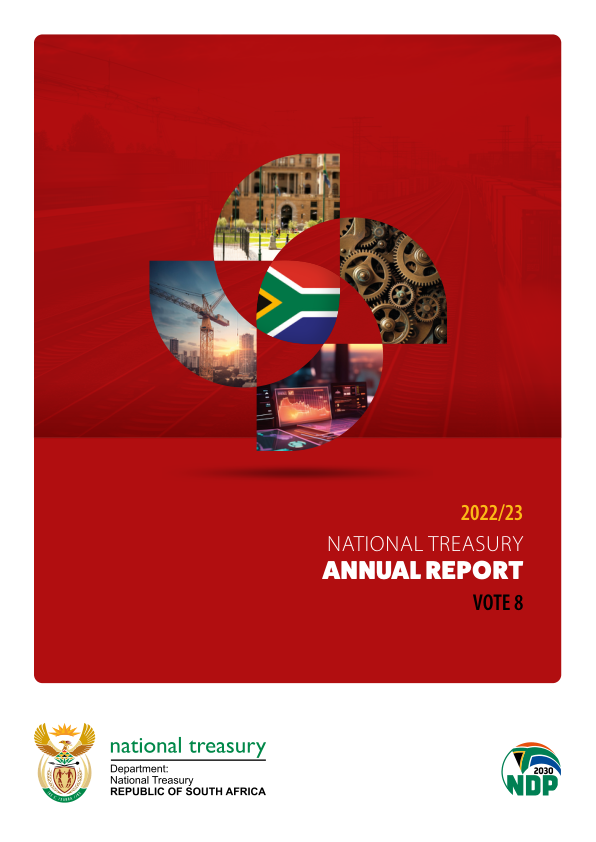 2022/23
NATIONAL TREASURY
ANNUAL REPORT
VOTE 8
national treasury
Department:
National Treasury
REPUBLIC OF SOUTH AFRICA
2030
NDP